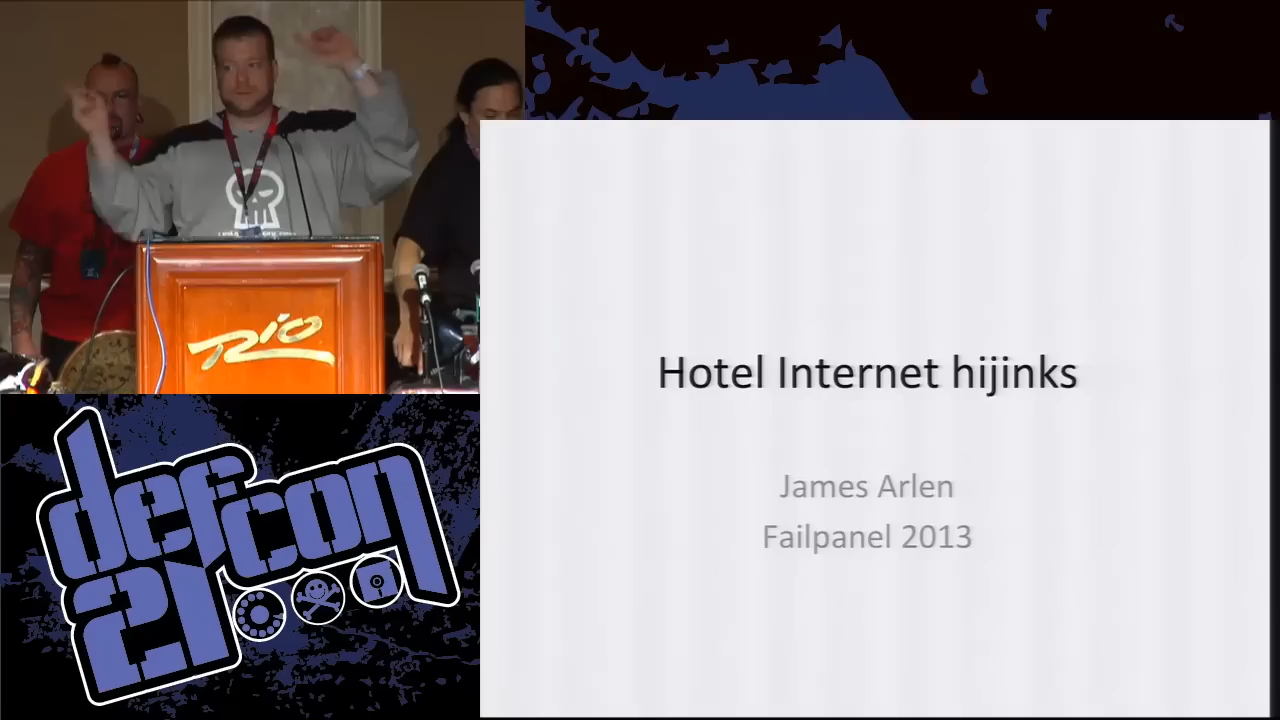 Rio
defcon
21
Hotel Internet hijinks
James Arlen
Failpanel 2013